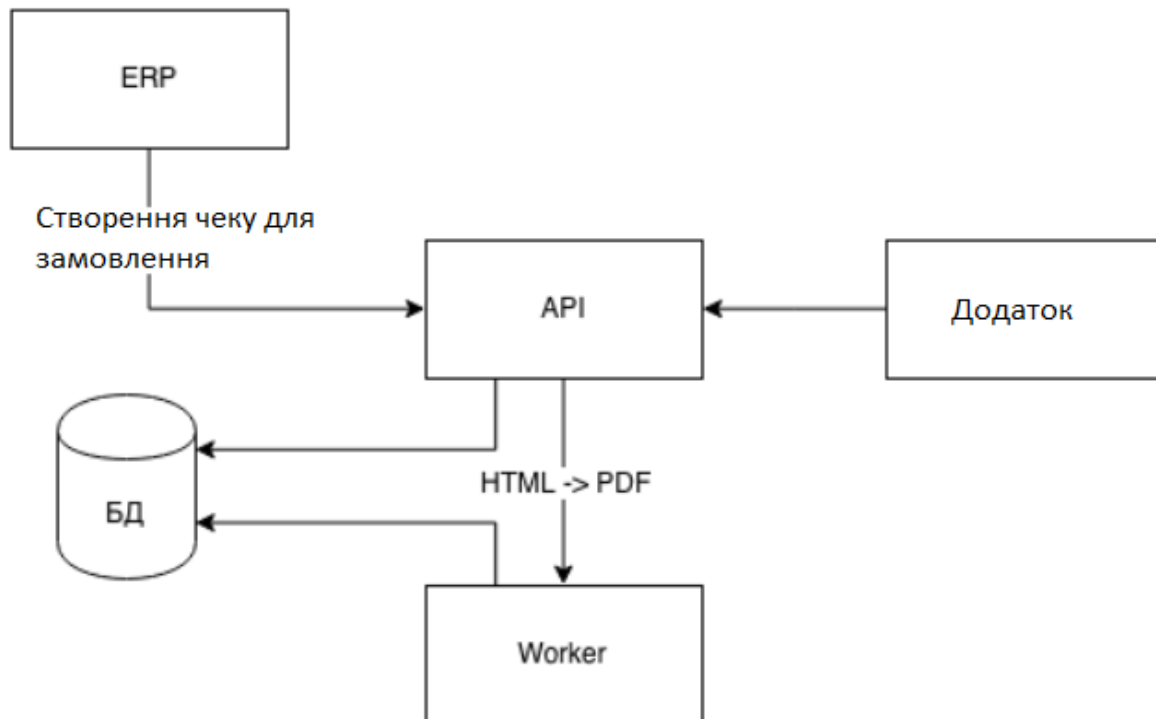 ERP
Створення чеку для
замовлення
API
Додаток
БД
HTML -> PDF
Worker